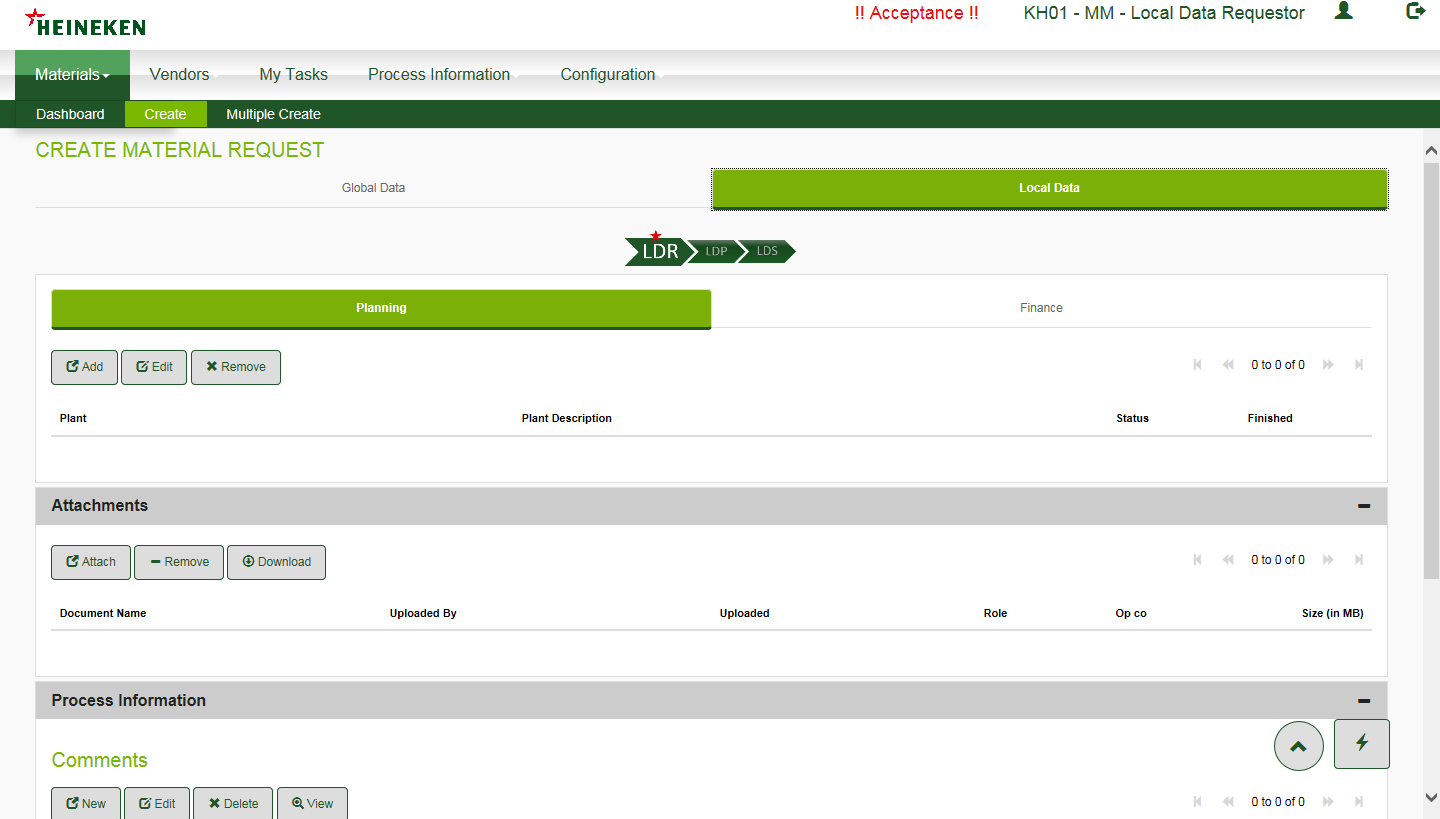 HEINEKEN
!! Acceptance !! KH01 - MM - Local Data Requestor
Materials Vendors My Tasks Process Information Configuration
Dashboard Create Multiple Create
CREATE MATERIAL REQUEST
Global Data Local Data
LDR LDP LDS
Planning Finance
Add Edit Remove 0 to 0 of 0
Plant Plant Description Status Finished
Attachments
Attach Remove Download 0 to 0 of 0
Document Name Uploaded By Uploaded Role Op co Size (in MB)
Process Information
Comments
New Edit Delete View 0 to 0 of 0